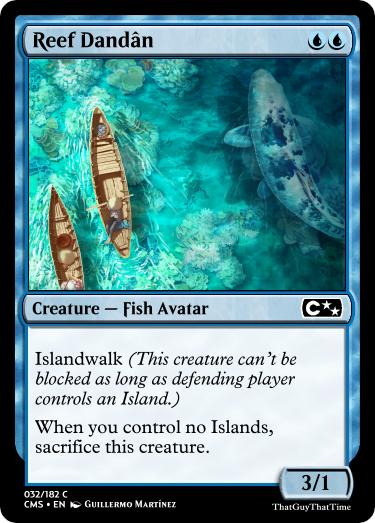 Reef Dandân
Creature — Fish Avatar
C
Islandwalk (This creature can't be
blocked as long as defending player
controls an Island.)
When you control no Islands,
sacrifice this creature.
3/1
032/182 C
CMS • EN Guillermo Martínez
ThatGuyThatTime